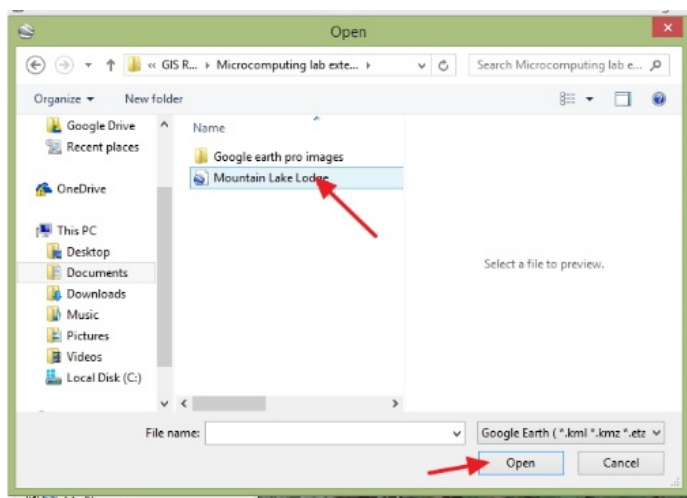 Open
« GIS R... › Microcomputing lab exte... ›
Search Microcomputing lab e...
Organize
New folder
Google Drive
Recent places
OneDrive
This PC
Desktop
Documents
Downloads
Music
Pictures
Videos
Local Disk (C:)
Name
Google earth pro images
Mountain Lake Lodge
Select a file to preview.
File name:
Google Earth ( *.kml *.kmz *.eta
Open
Cancel